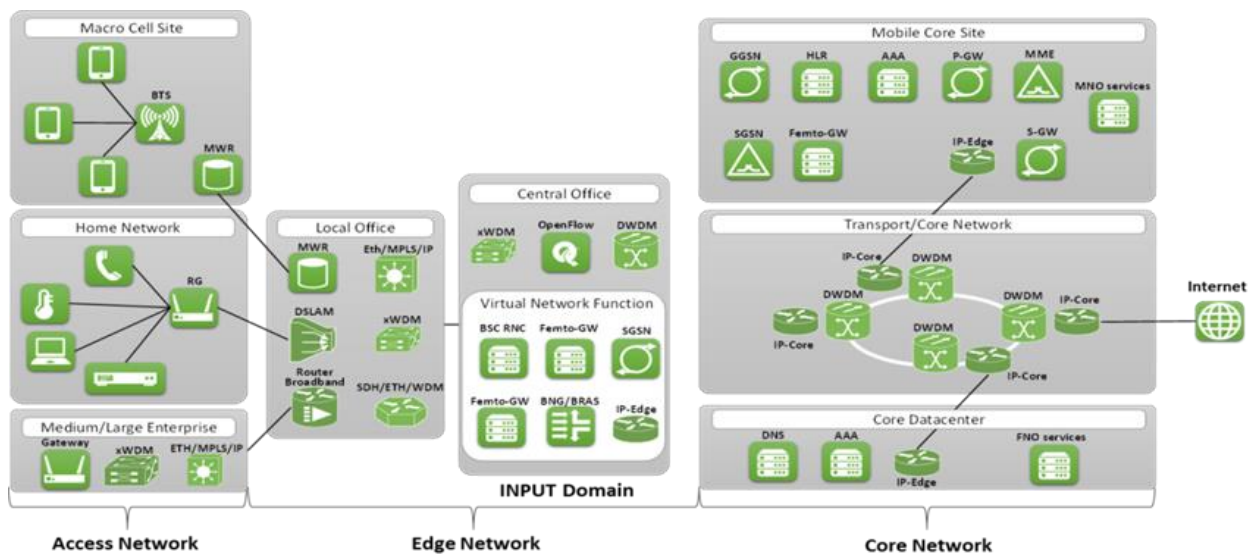 Macro Cell Site
BTS
MWR
Home Network
RG
Medium/Large Enterprise
Gateway
xWDM
ETH/MPLS/IP
Local Office
MWR
Eth/MPLS/IP
DSLAM
xWDM
Router
Broadband
SDH/ETH/WDM
Central Office
xWDM
OpenFlow
DWDM
Virtual Network Function
BSC RNC
Femto-GW
SGSN
Femto-GW
BNG/BRAS
IP-Edge
INPUT Domain
Mobile Core Site
GGSN
HLR
AAA
P-GW
MME
MNO services
SGSN
Femto-GW
IP-Edge
S-GW
Transport/Core Network
IP-Core
DWDM
DWDM
DWDM
IP-Core
IP-Core
DWDM
IP-Core
Internet
Core Datacenter
DNS
AAA
IP-Edge
FNO services
Access Network
Edge Network
Core Network